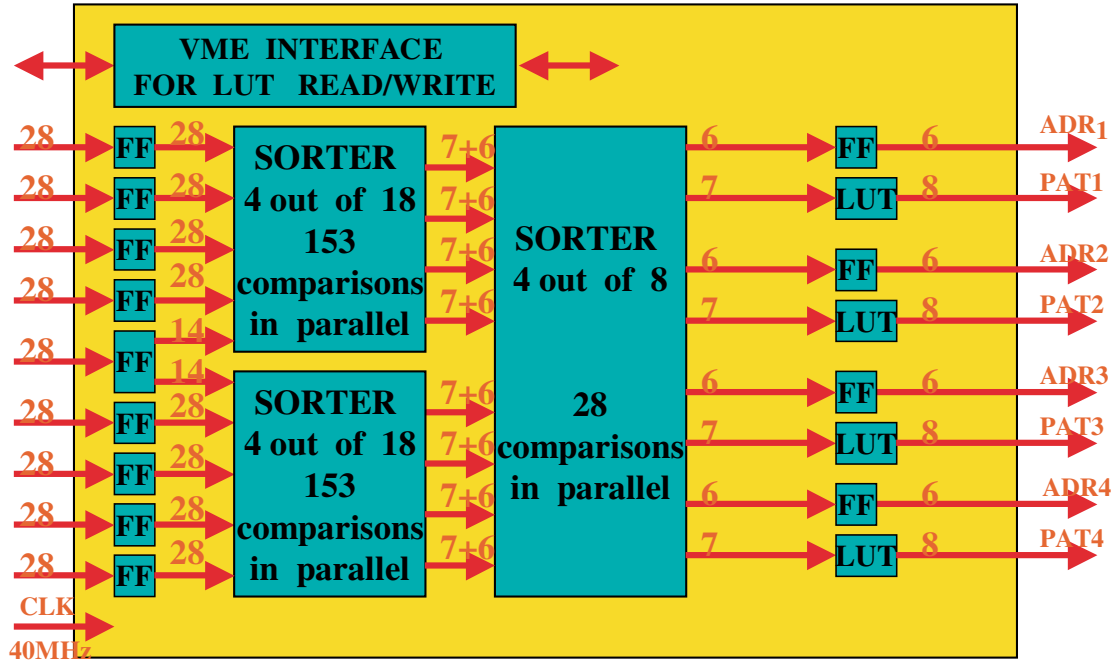 VME INTERFACE
FOR LUT READ/WRITE
28 FF 28
28 FF 28
28 FF 28
28 FF 28
28 FF 14
14
28 FF 28
28 FF 28
28 FF 28
28 FF 28
CLK
40MHz
SORTER
4 out of 18
153
comparisons
in parallel
7+6
7+6
7+6
7+6
SORTER
4 out of 18
153
comparisons
in parallel
7+6
7+6
7+6
7+6
SORTER
4 out of 8
28
comparisons
in parallel
6 FF 6 ADR1
7 LUT 8 PAT1
6 FF 6 ADR2
7 LUT 8 PAT2
6 FF 6 ADR3
7 LUT 8 PAT3
6 FF 6 ADR4
7 LUT 8 PAT4